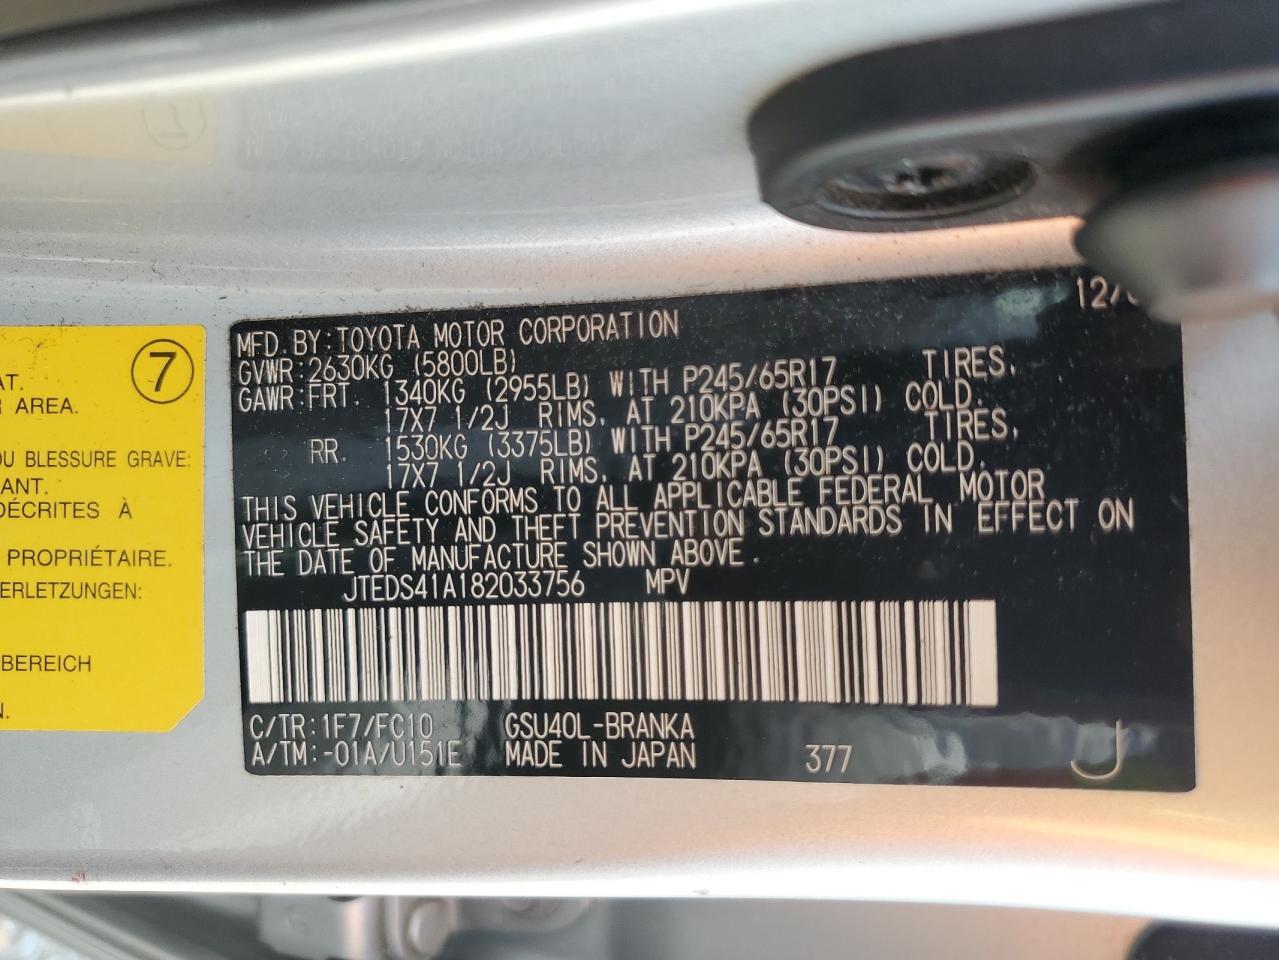 12/
MFD. BY: TOYOTA MOTOR CORPORATION
GVWR: 2630KG (5800LB)
GAWR: FRT. 1340KG (2955LB) WITH P245/65R17 TIRES,
17X7 1/2J RIMS, AT 210KPA (30PSI) COLD.
RR. 1530KG (3375LB) WITH P245/65R17 TIRES,
17X7 1/2J RIMS, AT 210KPA (30PSI) COLD.
THIS VEHICLE CONFORMS TO ALL APPLICABLE FEDERAL MOTOR
VEHICLE SAFETY AND THEFT PREVENTION STANDARDS IN EFFECT ON
THE DATE OF MANUFACTURE SHOWN ABOVE.
JTEDS41A182033756 MPV
C/TR: 1F7/FC10 GSU40L-BRANKA
A/TM: -01A/U151E MADE IN JAPAN 377 J
7
AT.
R AREA.
OU BLESSURE GRAVE:
ANT.
DÉCRITES À
PROPRIÉTAIRE.
ERLETZUNGEN:
BEREICH
N.